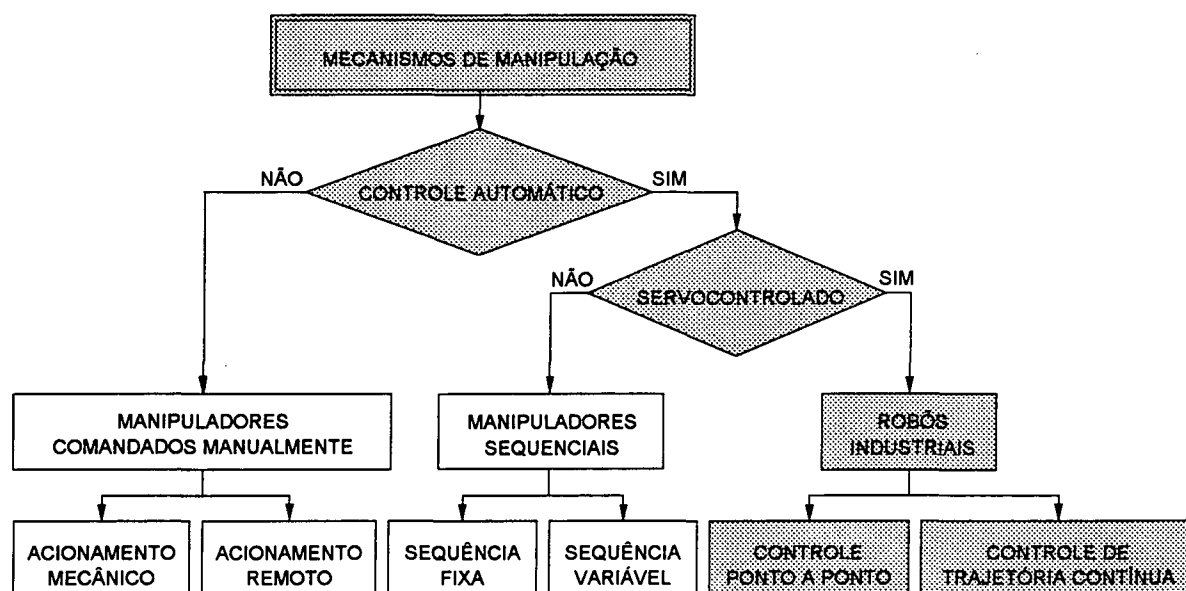 MECANISMOS DE MANIPULAÇÃO
NÃO
SIM
CONTROLE AUTOMÁTICO
NÃO
SIM
SERVOCONTROLADO
MANIPULADORES
COMANDADOS MANUALMENTE
MANIPULADORES
SEQUENCIAIS
ROBÓS
INDUSTRIAIS
ACIONAMENTO
MECÂNICO
ACIONAMENTO
REMOTO
SEQUÊNCIA
FIXA
SEQUÊNCIA
VARIÁVEL
CONTROLE
PONTO A PONTO
CONTROLE DE
TRAJETÓRIA CONTÍNUA